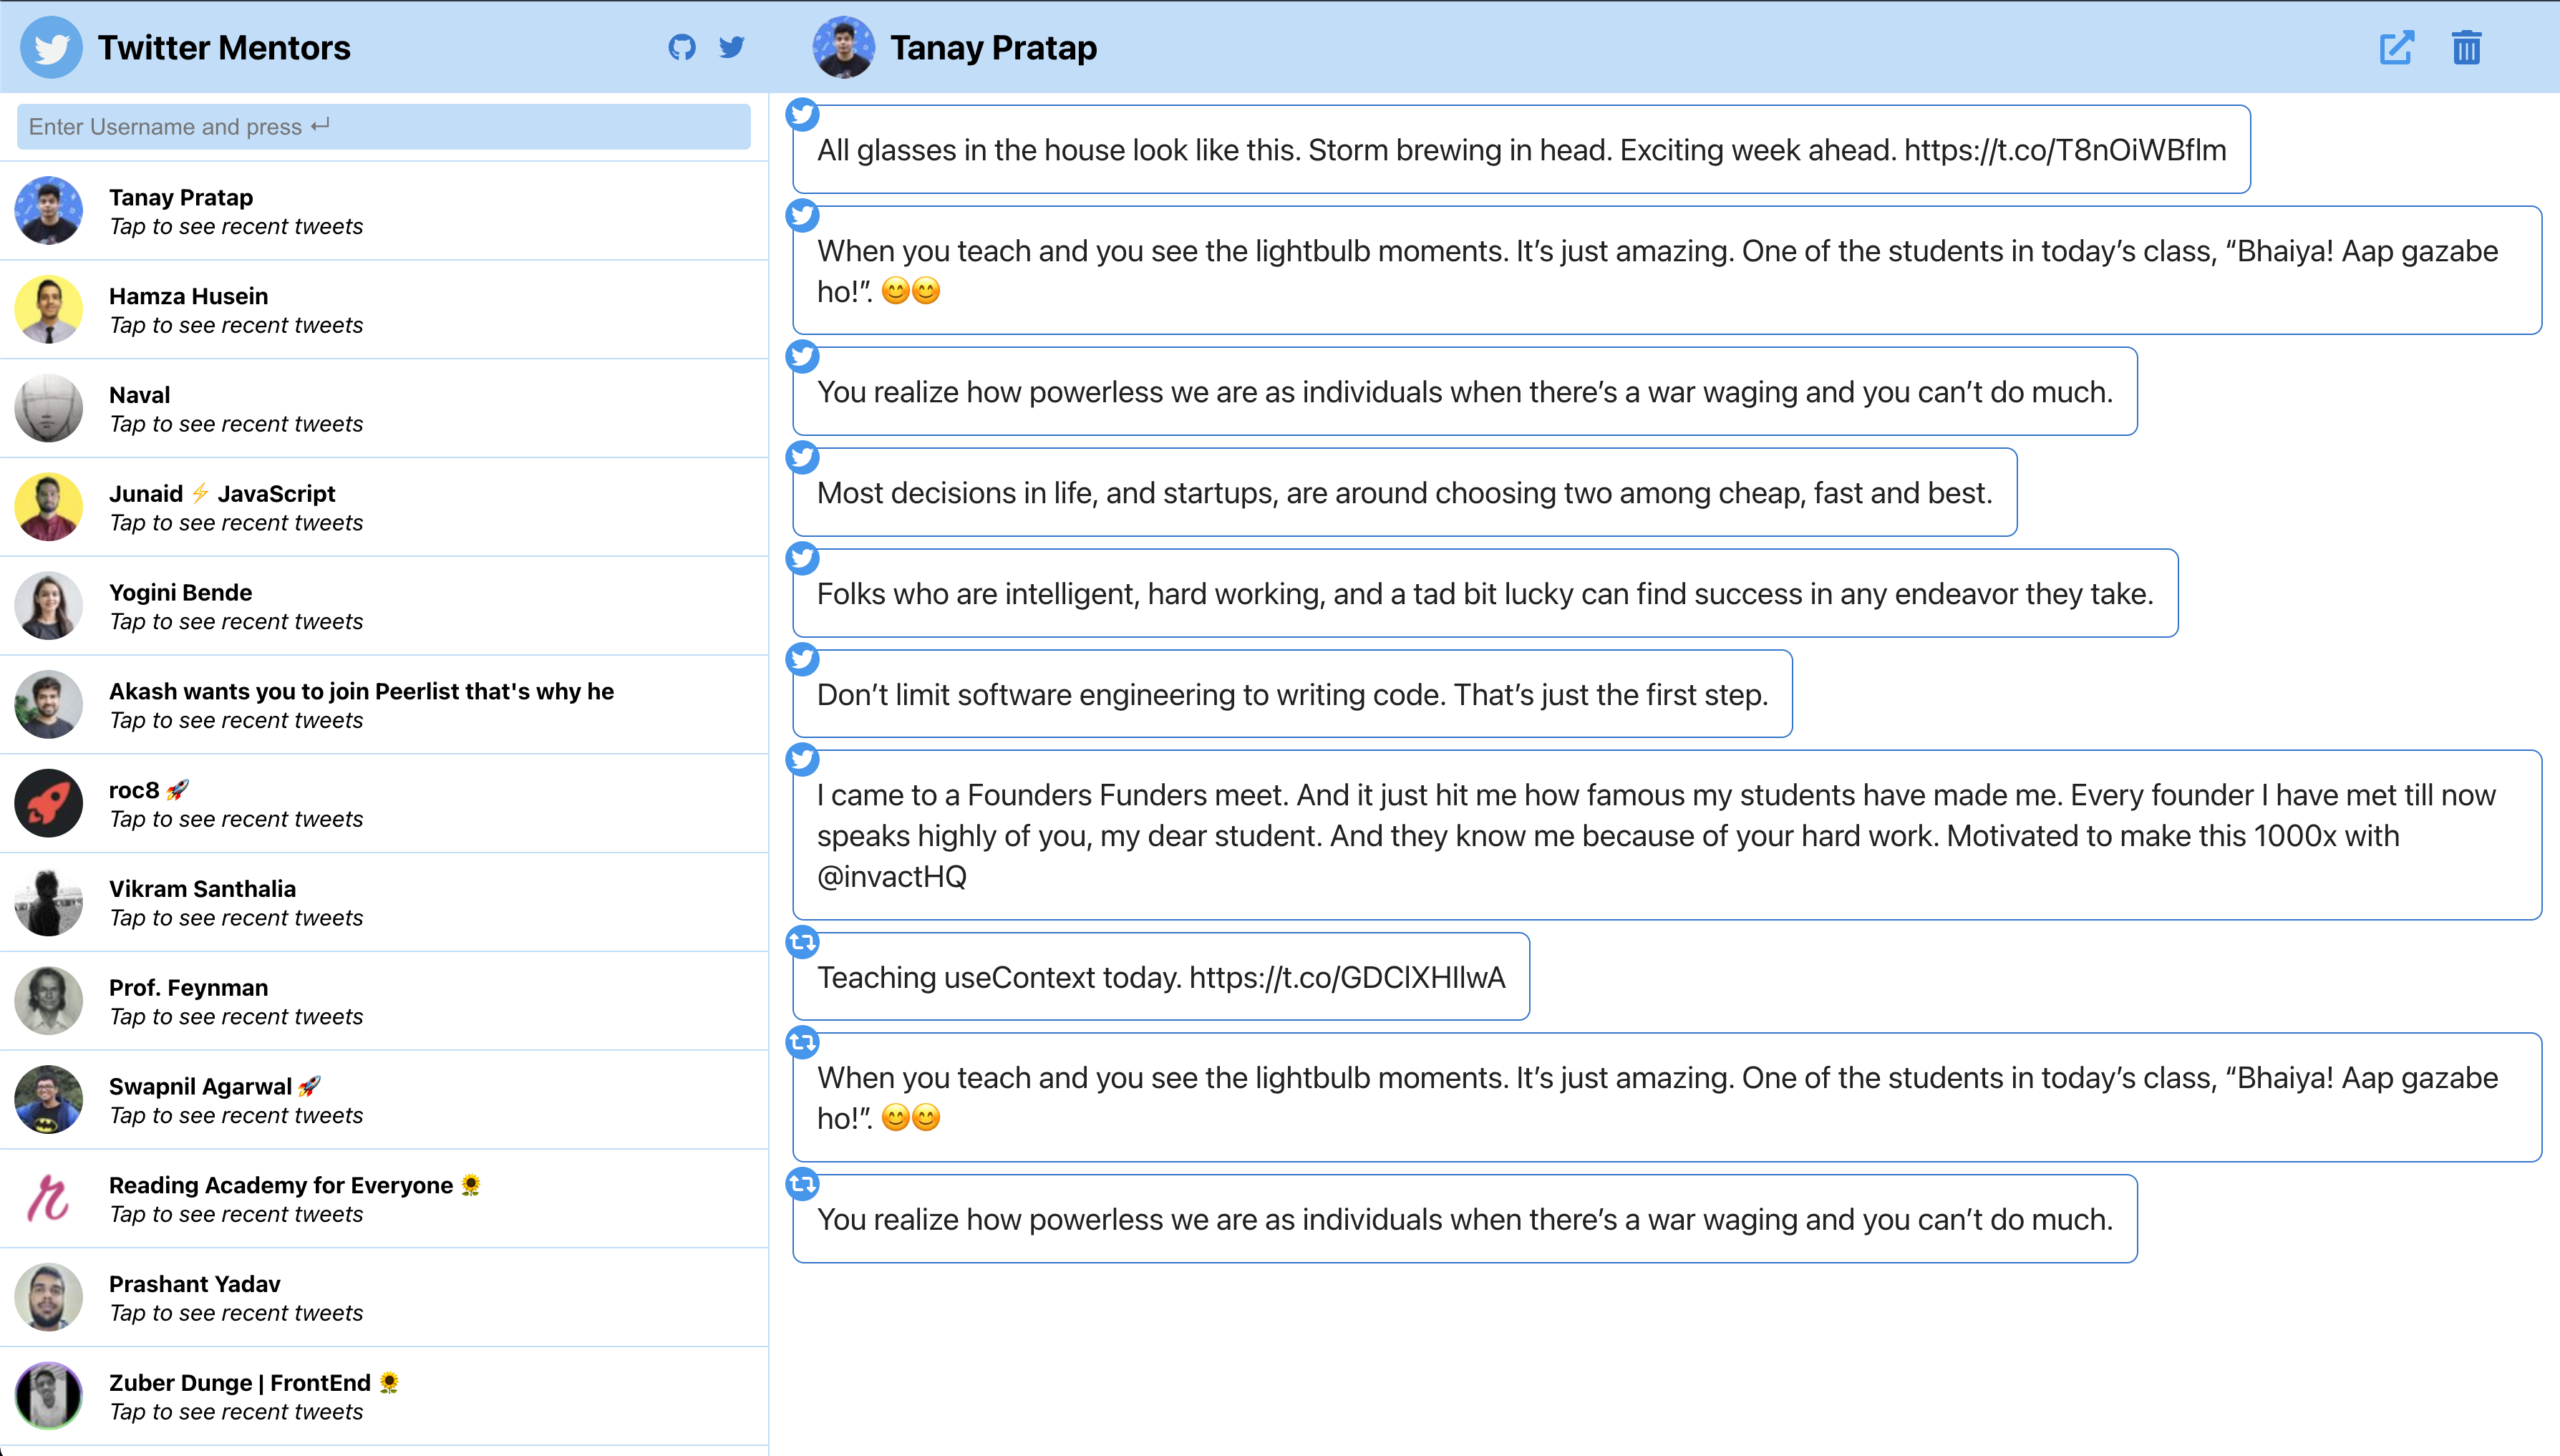 Twitter Mentors
Enter Username and press ↵
Tanay Pratap
Tap to see recent tweets
Hamza Husein
Tap to see recent tweets
Naval
Tap to see recent tweets
Junaid ⚡ JavaScript
Tap to see recent tweets
Yogini Bende
Tap to see recent tweets
Akash wants you to join Peerlist that's why he
Tap to see recent tweets
roc8 🚀
Tap to see recent tweets
Vikram Santhalia
Tap to see recent tweets
Prof. Feynman
Tap to see recent tweets
Swapnil Agarwal 🚀
Tap to see recent tweets
Reading Academy for Everyone 🌻
Tap to see recent tweets
Prashant Yadav
Tap to see recent tweets
Zuber Dunge | FrontEnd 🌻
Tap to see recent tweets
Tanay Pratap
All glasses in the house look like this. Storm brewing in head. Exciting week ahead. https://t.co/T8nOiWBflm
When you teach and you see the lightbulb moments. It’s just amazing. One of the students in today’s class, “Bhaiya! Aap gazabe
ho!”. 😊😊
You realize how powerless we are as individuals when there’s a war waging and you can’t do much.
Most decisions in life, and startups, are around choosing two among cheap, fast and best.
Folks who are intelligent, hard working, and a tad bit lucky can find success in any endeavor they take.
Don’t limit software engineering to writing code. That’s just the first step.
I came to a Founders Funders meet. And it just hit me how famous my students have made me. Every founder I have met till now
speaks highly of you, my dear student. And they know me because of your hard work. Motivated to make this 1000x with
@invactHQ
Teaching useContext today. https://t.co/GDClXHIlwA
When you teach and you see the lightbulb moments. It’s just amazing. One of the students in today’s class, “Bhaiya! Aap gazabe
ho!”. 😊😊
You realize how powerless we are as individuals when there’s a war waging and you can’t do much.